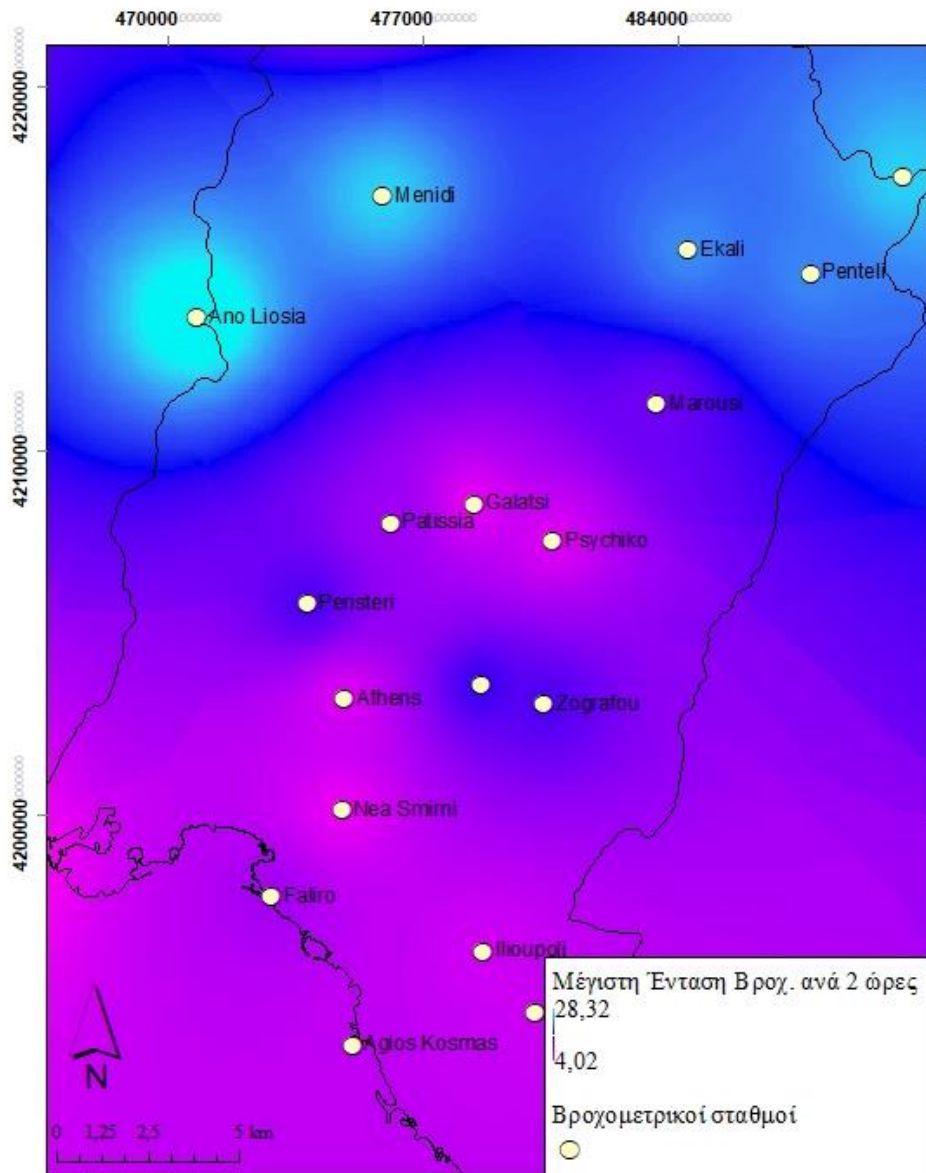 470000 477000 484000
4220000
Menidi
Ekali
Penteli
Ano Liosia
Marousi
4210000
Galatsi
Patissia
Psychiko
Peristeri
Athens
Zografou
Nea Smirni
4200000
Faliro
Ilioupoli
Agios Kosmas
N
0 1,25 2,5 5 km
Μέγιστη Ένταση Βροχ. ανά 2 ώρες
28,32
4,02
Βροχομετρικοί σταθμοί